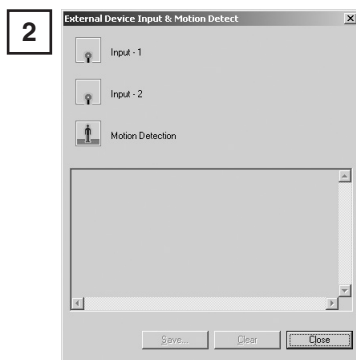 2
External Device Input & Motion Detect
Input - 1
Input - 2
Motion Detection
Save...
Clear
Close